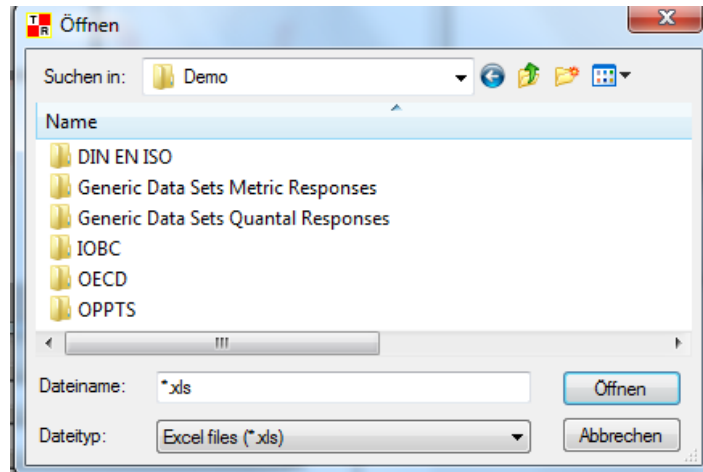 TR Öffnen
Suchen in: Demo
Name
DIN EN ISO
Generic Data Sets Metric Responses
Generic Data Sets Quantal Responses
IOBC
OECD
OPPTS
Dateiname: *.xls Öffnen
Dateityp: Excel files (*.xls) Abbrechen